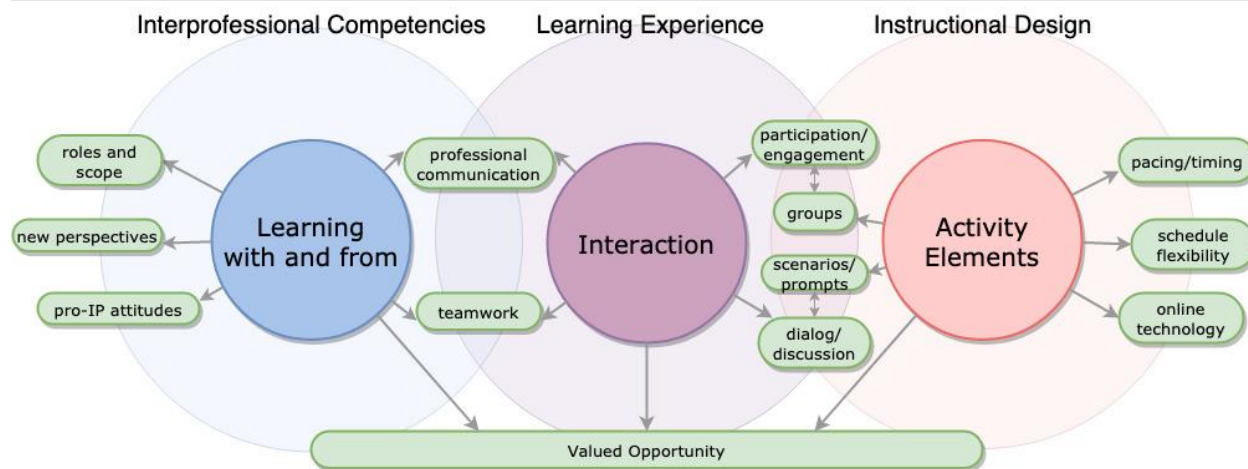 Interprofessional Competencies
Learning Experience
Instructional Design
roles and
scope
new perspectives
pro-IP attitudes
Learning
with and from
professional
communication
teamwork
Interaction
participation/
engagement
groups
scenarios/
prompts
dialog/
discussion
Activity
Elements
pacing/timing
schedule
flexibility
online
technology
Valued Opportunity